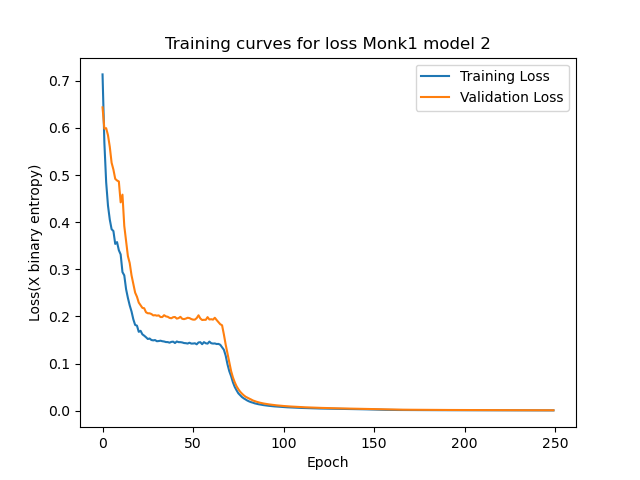 Training curves for loss Monk1 model 2
Training Loss
Validation Loss
Loss(X binary entropy)
0.7
0.6
0.5
0.4
0.3
0.2
0.1
0.0
0 50 100 150 200 250
Epoch